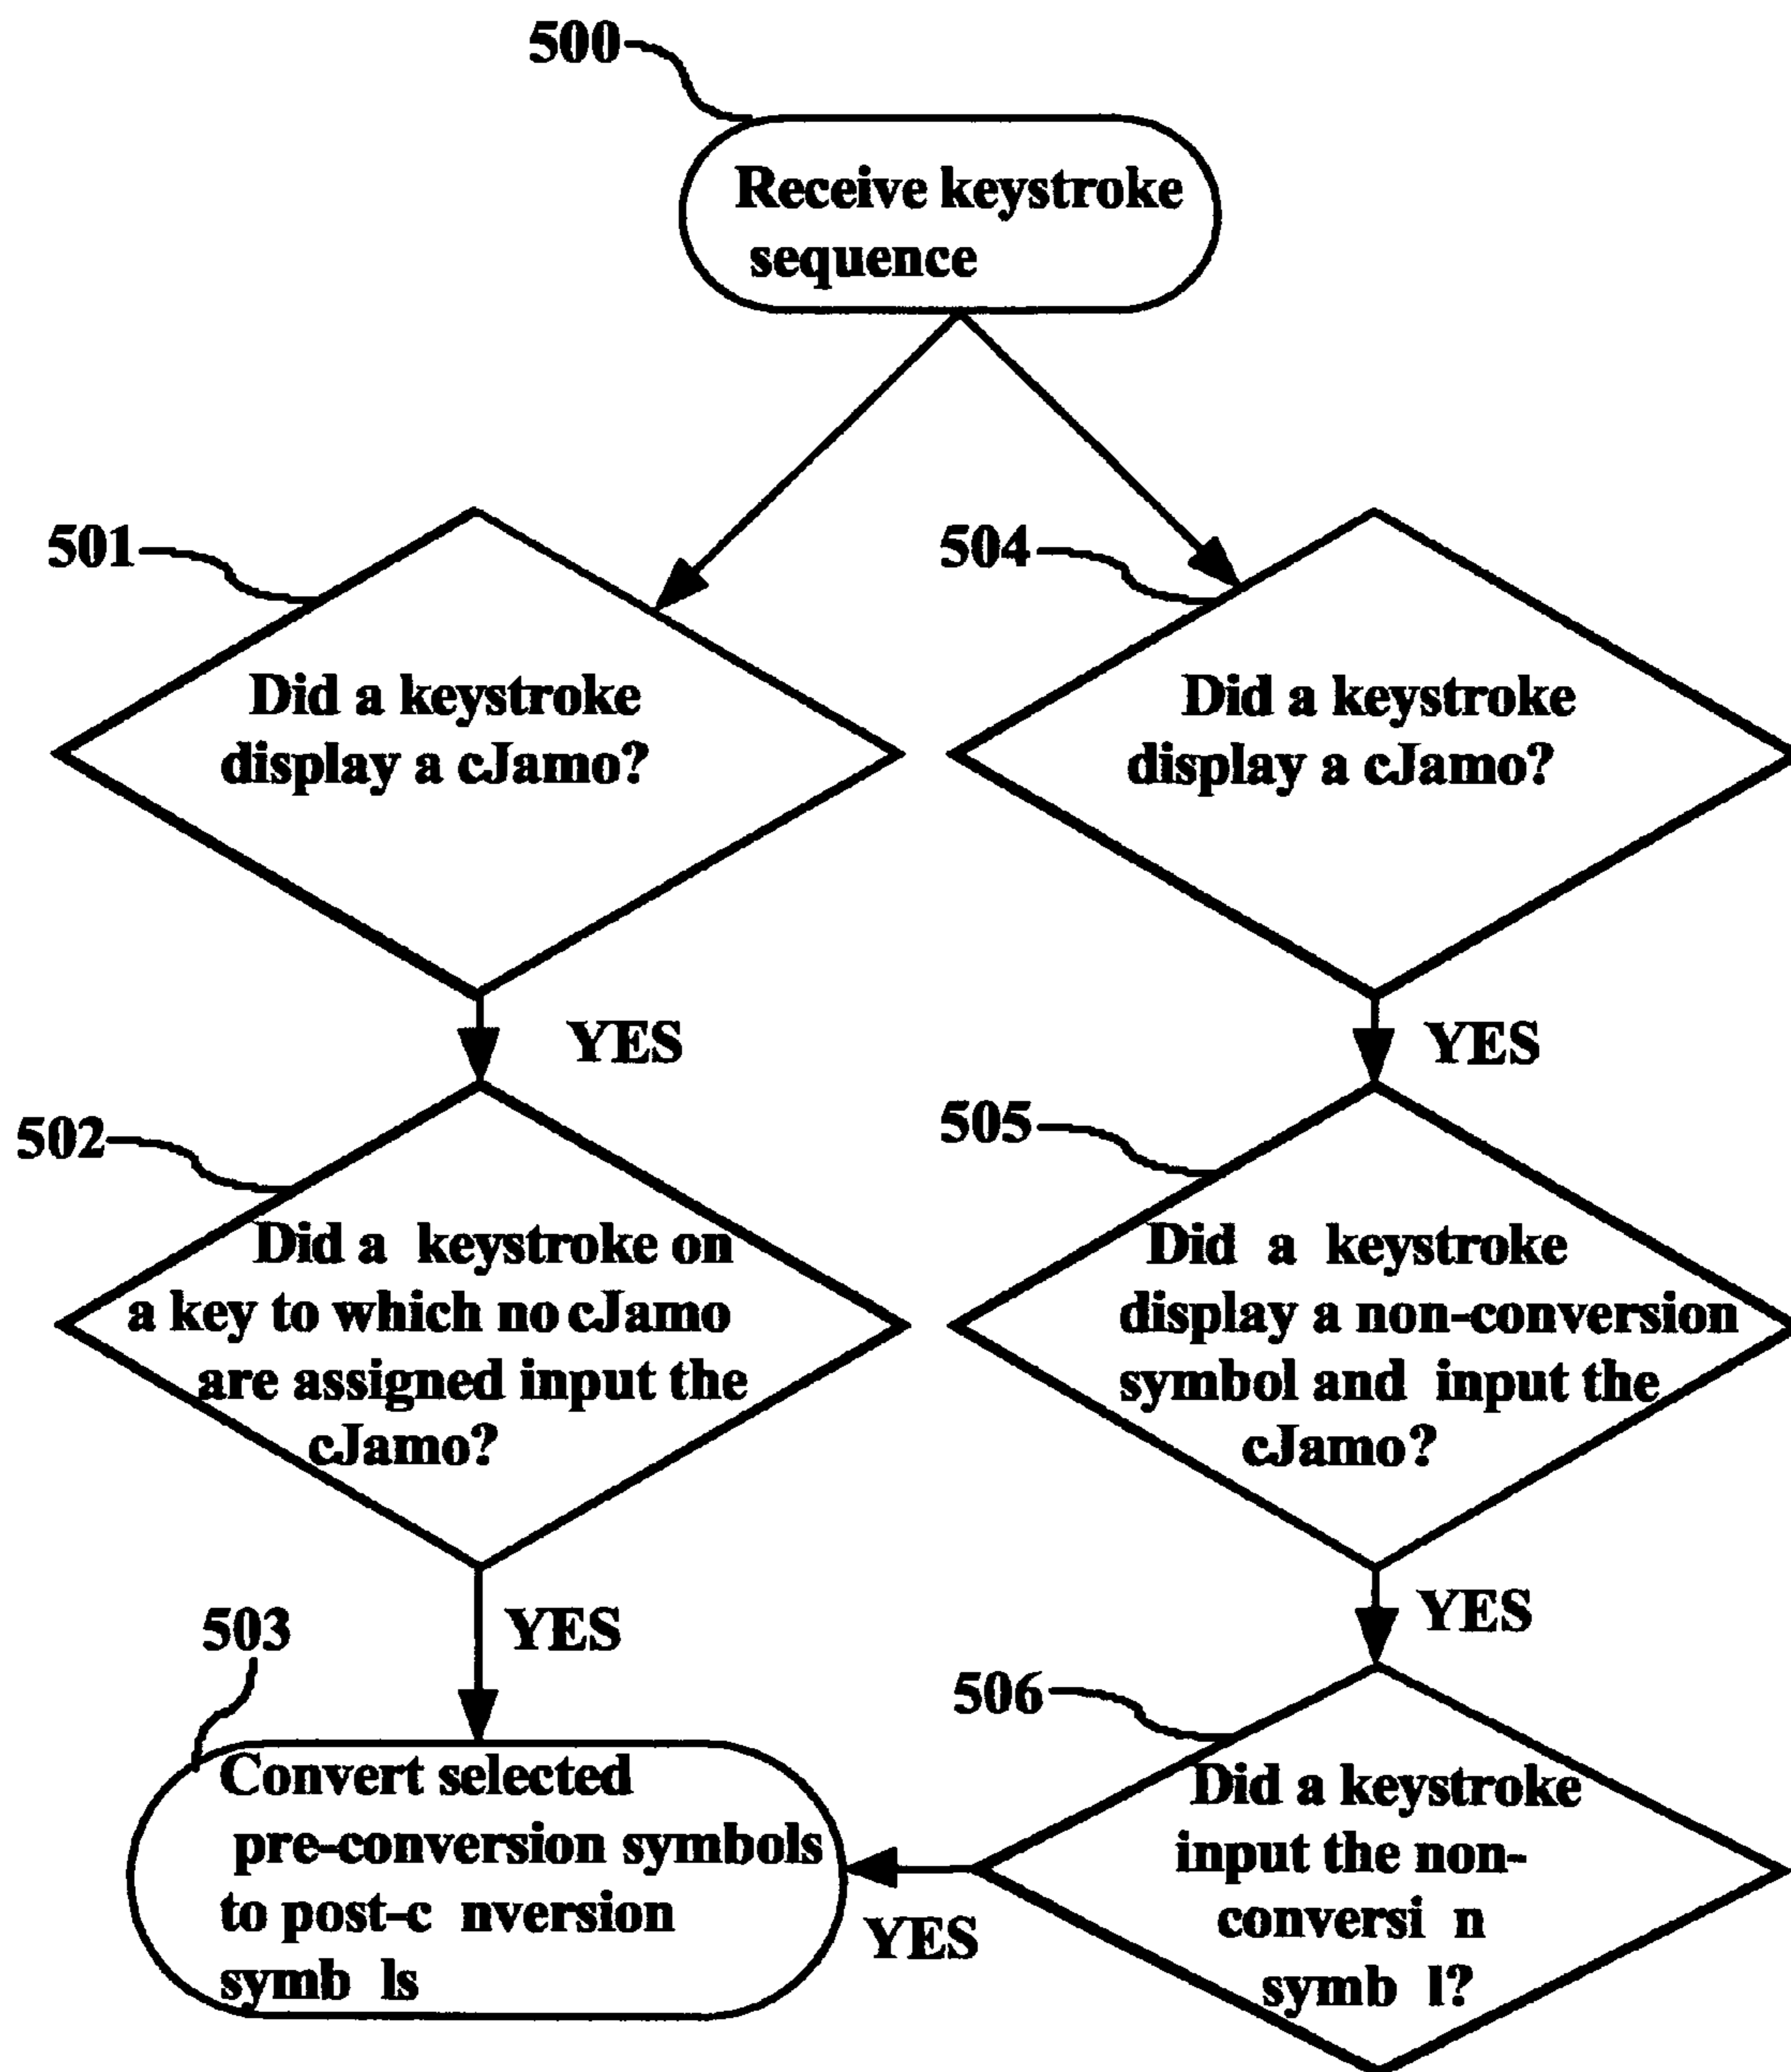 500
Receive keystroke
sequence
501
Did a keystroke
display a cJamo?
504
Did a keystroke
display a cJamo?
YES
YES
502
Did a keystroke on
a key to which no cJamo
are assigned input the
cJamo?
505
Did a keystroke
display a non-conversion
symbol and input the
cJamo?
YES
YES
503
Convert selected
pre-conversion symbols
to post-c nversion
symb ls
506
Did a keystroke
input the non-
conversi n
symb l?
YES